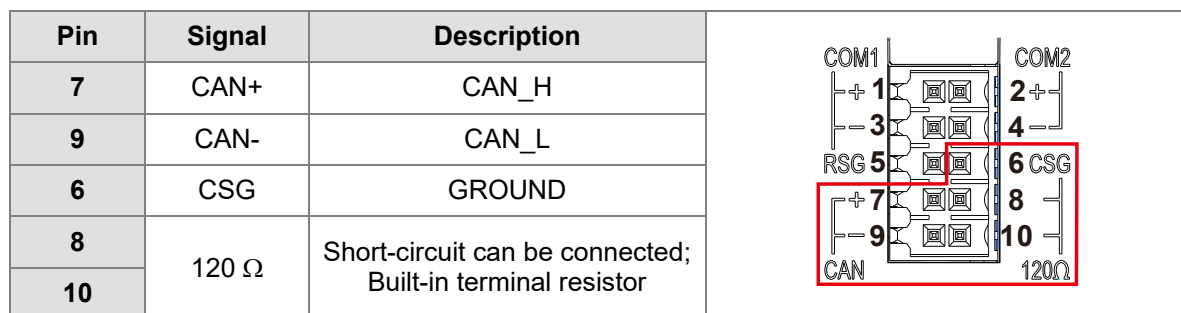 Pin Signal Description
7 CAN+ CAN_H
9 CAN- CAN_L
6 CSG GROUND
8
10
120 Ω
Short-circuit can be connected;
Built-in terminal resistor
COM1 COM2
+ 1 2 +
- 3 4 -
RSG 5 6 CSG
+ 7 8
- 9 10
CAN 120Ω